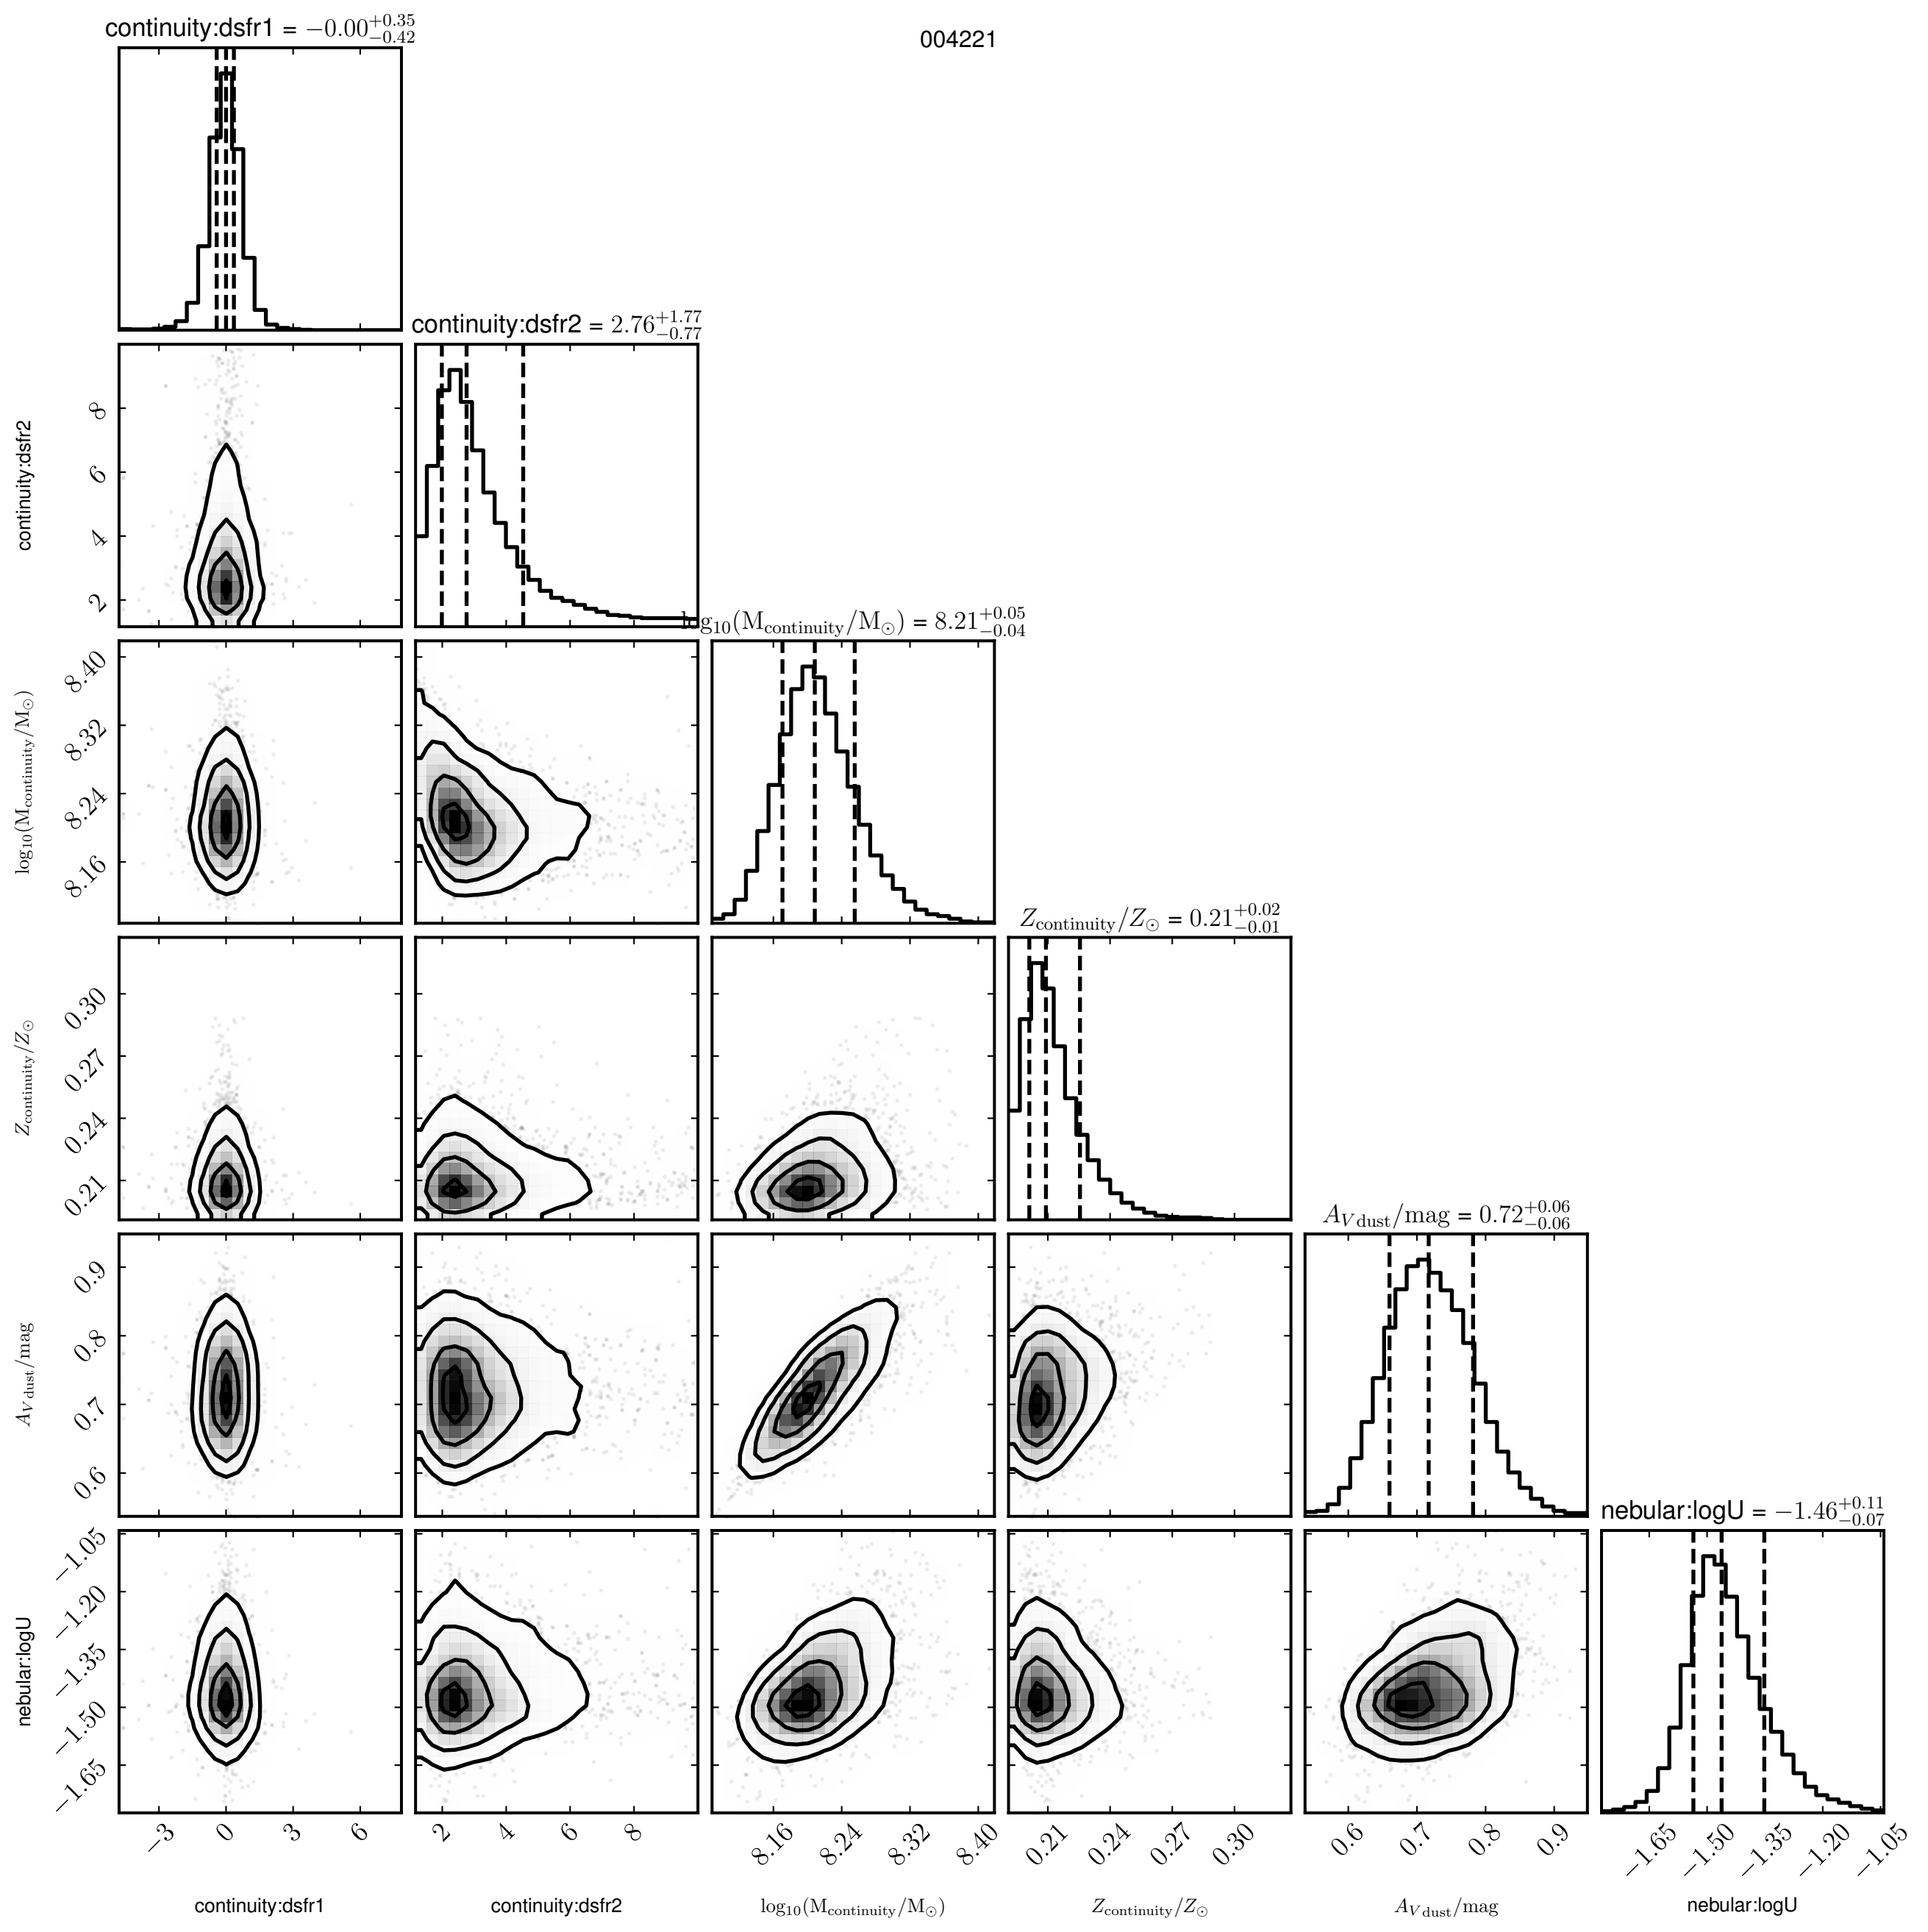 continuity:dsfr1 = −0.00+0.35−0.42
004221
continuity:dsfr2 = 2.76+1.77−0.77
continuity:dsfr2
8
6
4
2
log10(Mcontinuity/M⊙) = 8.21+0.05−0.04
log10(Mcontinuity/M⊙)
8.40
8.32
8.24
8.16
Zcontinuity/Z⊙ = 0.21+0.02−0.01
Zcontinuity/Z⊙
0.30
0.27
0.24
0.21
AV dust/mag = 0.72+0.06−0.06
AV dust/mag
0.9
0.8
0.7
0.6
nebular:logU = −1.46+0.11−0.07
nebular:logU
−1.05
−1.20
−1.35
−1.50
−1.65
−3 0 3 6
2 4 6 8
8.16 8.24 8.32 8.40
0.21 0.24 0.27 0.30
0.6 0.7 0.8 0.9
−1.65 −1.50 −1.35 −1.20 −1.05
continuity:dsfr1
continuity:dsfr2
log10(Mcontinuity/M⊙)
Zcontinuity/Z⊙
AV dust/mag
nebular:logU